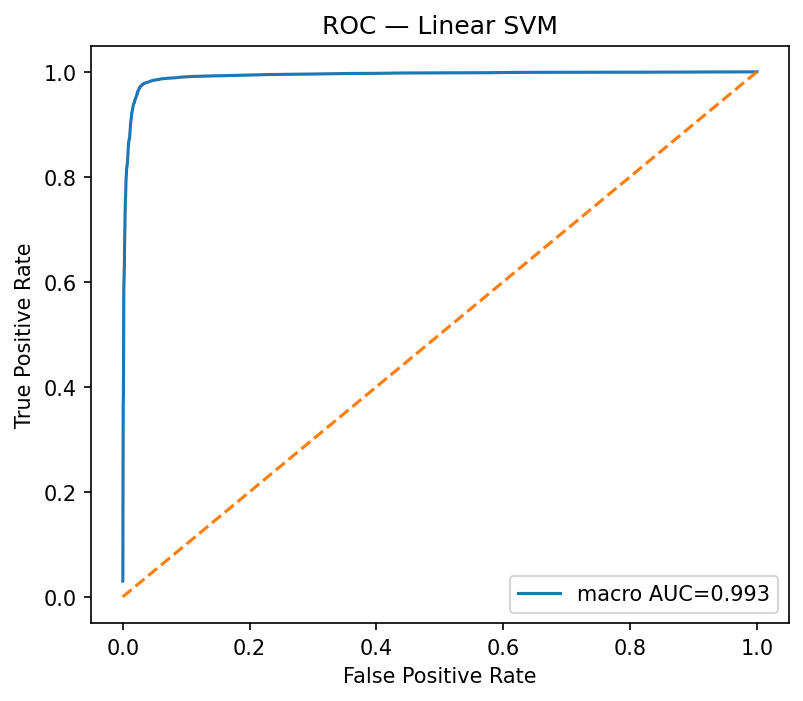 ROC — Linear SVM
True Positive Rate
1.0
0.8
0.6
0.4
0.2
0.0
macro AUC=0.993
0.0 0.2 0.4 0.6 0.8 1.0
False Positive Rate